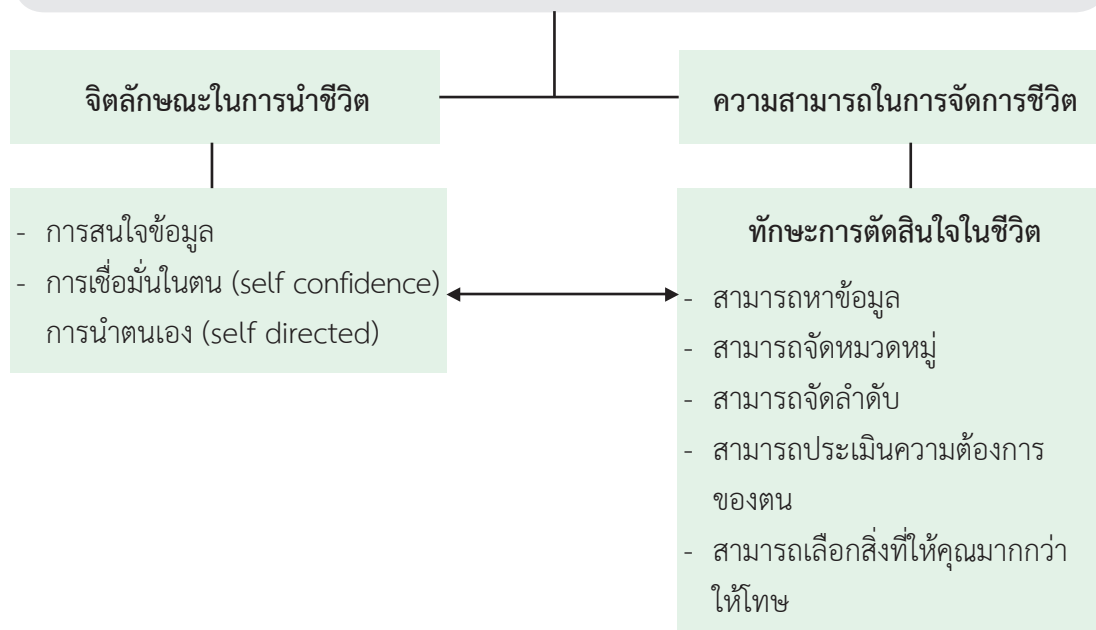 จิตลักษณะในการนำชีวิต
ความสามารถในการจัดการชีวิต
- การสนใจข้อมูล
- การเชื่อมั่นในตน (self confidence)
การนำตนเอง (self directed)
ทักษะการตัดสินใจในชีวิต
- สามารถหาข้อมูล
- สามารถจัดหมวดหมู่
- สามารถจัดลำดับ
- สามารถประเมินความต้องการ
ของตน
- สามารถเลือกสิ่งที่ให้คุณมากกว่า
ให้โทษ